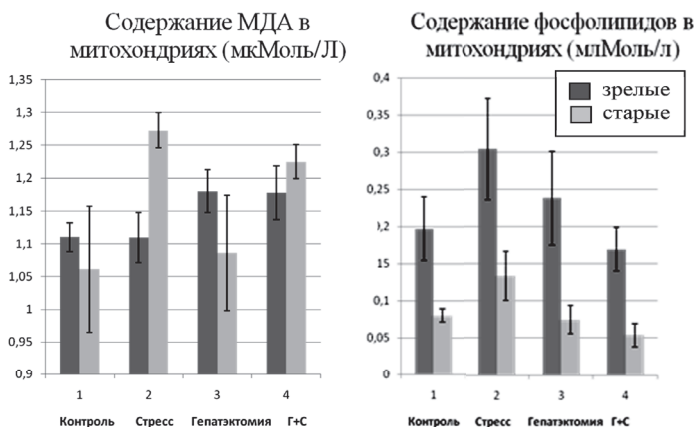 Содержание МДА в
митохондриях (мкМоль/Л)
1,35
1,3
1,25
1,2
1,15
1,1
1,05
1
0,95
0,9
1 2 3 4
Контроль Стресс Гепатэктомия Г+С
Содержание фосфолипидов в
митохондриях (млМоль/л)
зрелые
старые
0,4
0,35
0,3
0,25
0,2
0,15
0,1
0,05
0
1 2 3 4
Контроль Стресс Гепатэктомия Г+С